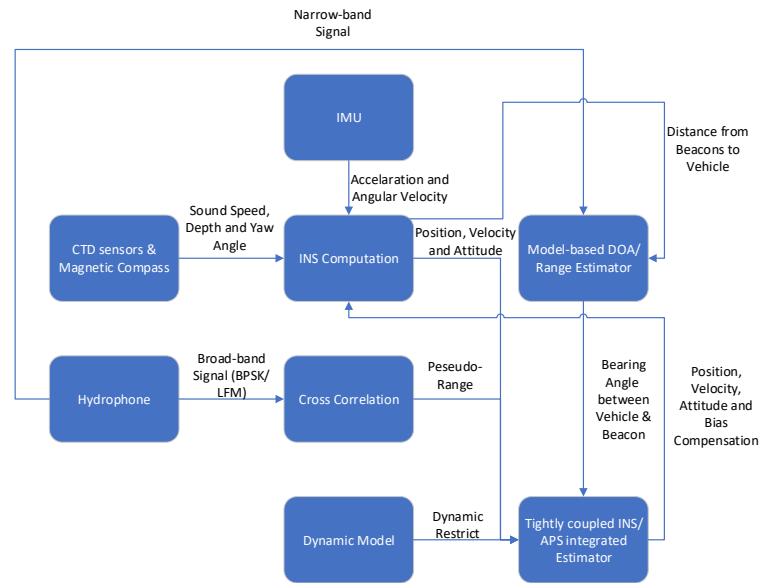 Narrow-band
Signal
IMU
Distance from
Beacons to
Vehicle
Accelaration and
Angular Velocity
Sound Speed,
Depth and Yaw
Angle
CTD sensors &
Magnetic Compass
INS Computation
Position, Velocity
and Attitude
Model-based DOA/
Range Estimator
Broad-band
Signal (BPSK/
LFM)
Hydrophone
Cross Correlation
Peseudo-
Range
Bearing
Angle
between
Vehicle &
Beacon
Position,
Velocity,
Attitude and
Bias
Compensation
Dynamic Model
Dynamic
Restrict
Tightly coupled INS/
APS integrated
Estimator